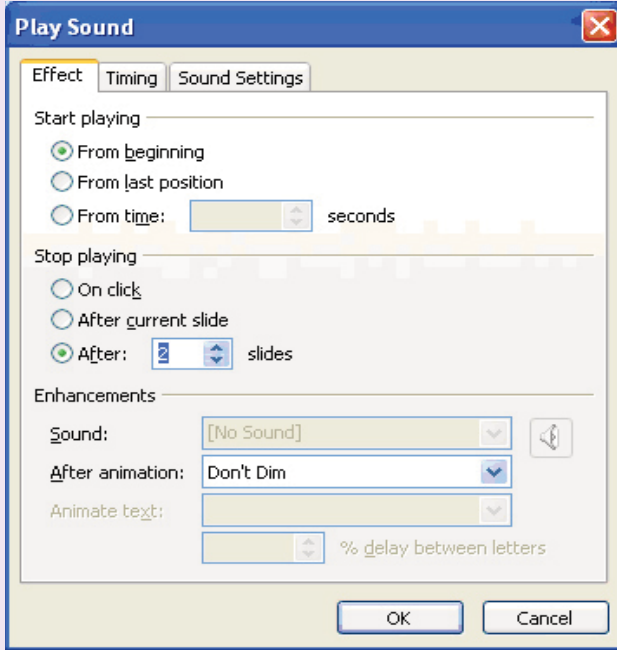 Play Sound
Effect Timing Sound Settings
Start playing
From beginning
From last position
From time: seconds
Stop playing
On click
After current slide
After: 2 slides
Enhancements
Sound: [No Sound]
After animation: Don't Dim
Animate text:
% delay between letters
OK Cancel